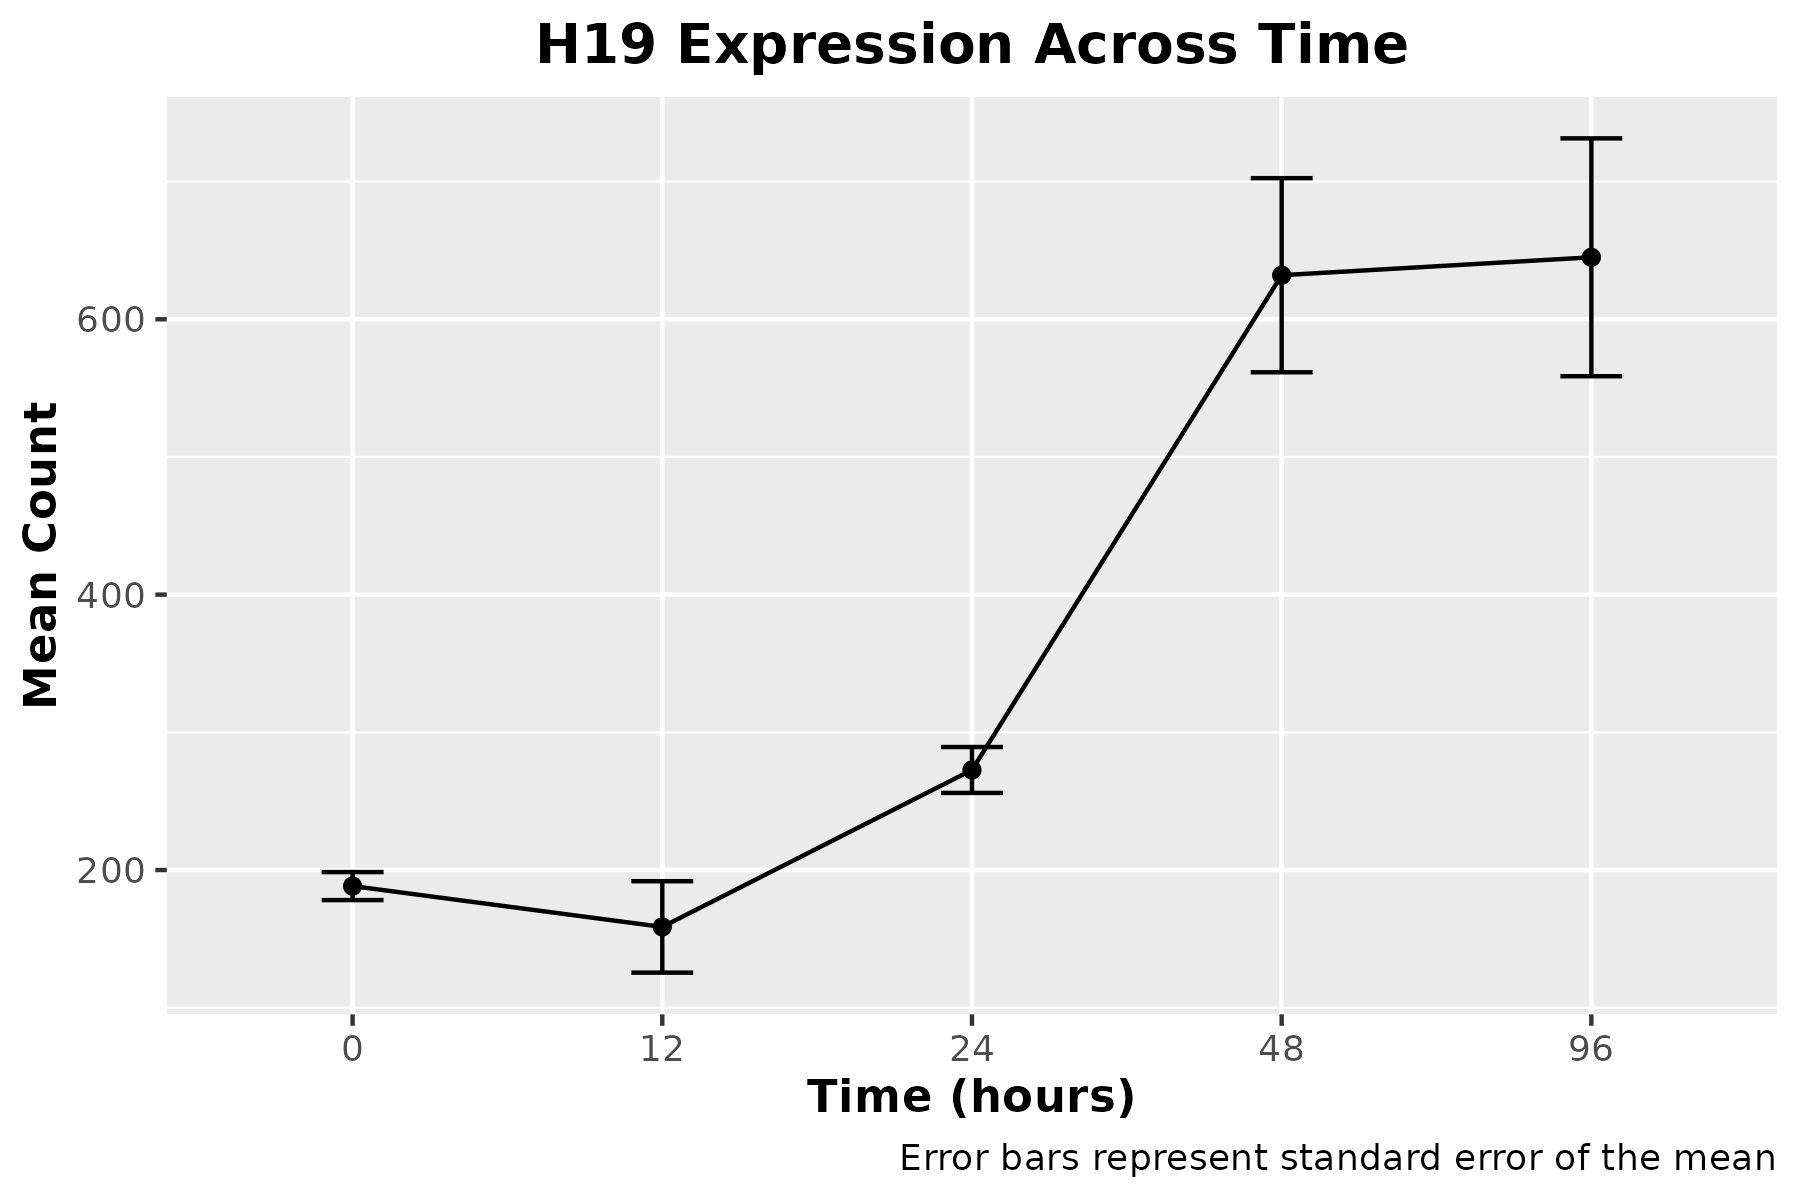 H19 Expression Across Time
Mean Count
600
400
200
0 12 24 48 96
Time (hours)
Error bars represent standard error of the mean